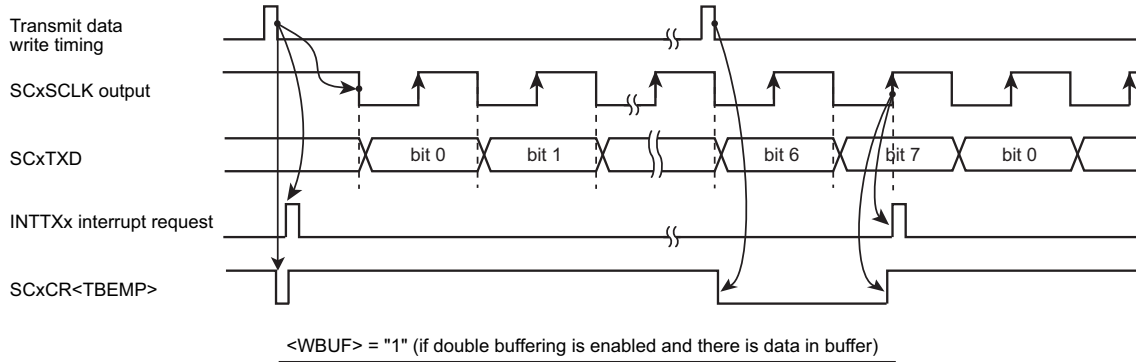 Transmit data
write timing
SCxSCLK output
SCxTXD
bit 0 bit 1 bit 6 bit 7 bit 0
INTTXx interrupt request
SCxCR<TBEMP>
<WBUF> = "1" (if double buffering is enabled and there is data in buffer)